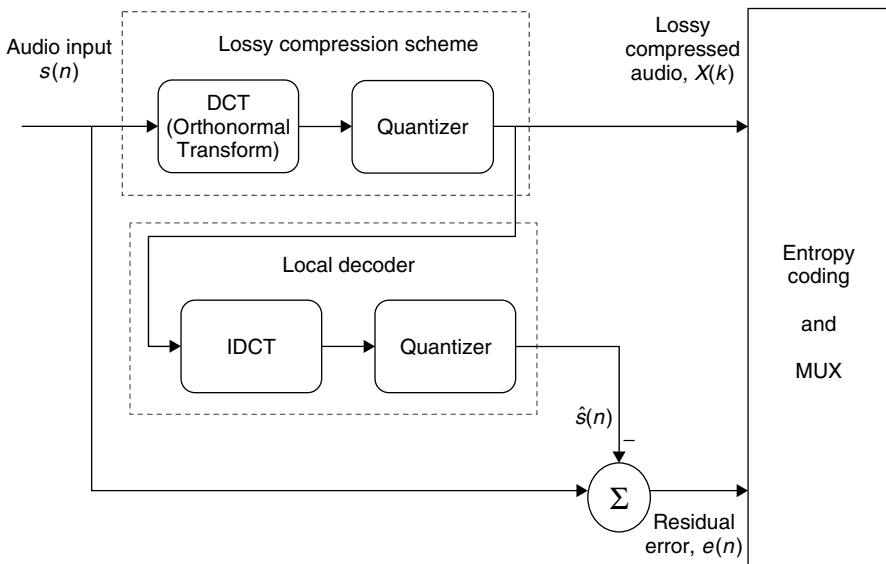 Audio input
s(n)
Lossy compression scheme
Lossy
compressed
audio, X(k)
DCT
(Orthonormal
Transform)
Quantizer
Local decoder
IDCT
Quantizer
Entropy
coding
and
MUX
ŝ(n)
–
Σ
Residual
error, e(n)